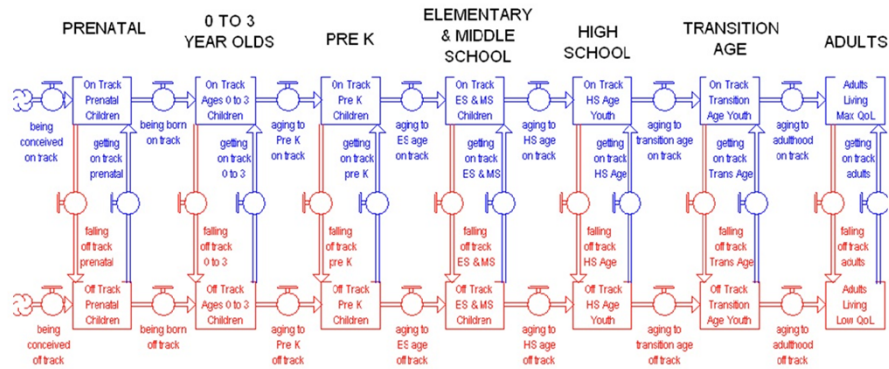 PRENATAL
0 TO 3
YEAR OLDS
PRE K
ELEMENTARY
& MIDDLE
SCHOOL
HIGH
SCHOOL
TRANSITION
AGE
ADULTS
On Track
Prenatal
Children
On Track
Ages 0 to 3
Children
On Track
Pre K
Children
On Track
ES & MS
Children
On Track
HS Age
Youth
On Track
Transition
Age Youth
Adults
Living
Max QoL
being
conceived
on track
being born
on track
aging to
Pre K
on track
aging to
ES age
on track
aging to
HS age
on track
aging to
transition age
on track
aging to
adulthood
on track
getting
on track
prenatal
getting
on track
0 to 3
getting
on track
pre K
getting
on track
ES & MS
getting
on track
HS Age
getting
on track
Trans Age
getting
on track
adults
falling
off track
prenatal
falling
off track
0 to 3
falling
off track
pre K
falling
off track
ES & MS
falling
off track
HS Age
falling
off track
Trans Age
falling
off track
adults
Off Track
Prenatal
Children
Off Track
Ages 0 to 3
Children
Off Track
Pre K
Children
Off Track
ES & MS
Children
Off Track
HS Age
Youth
Off Track
Transition
Age Youth
Adults
Living
Low QoL
being
conceived
off track
being born
off track
aging to
Pre K
off track
aging to
ES age
off track
aging to
HS age
off track
aging to
transition age
off track
aging to
adulthood
off track